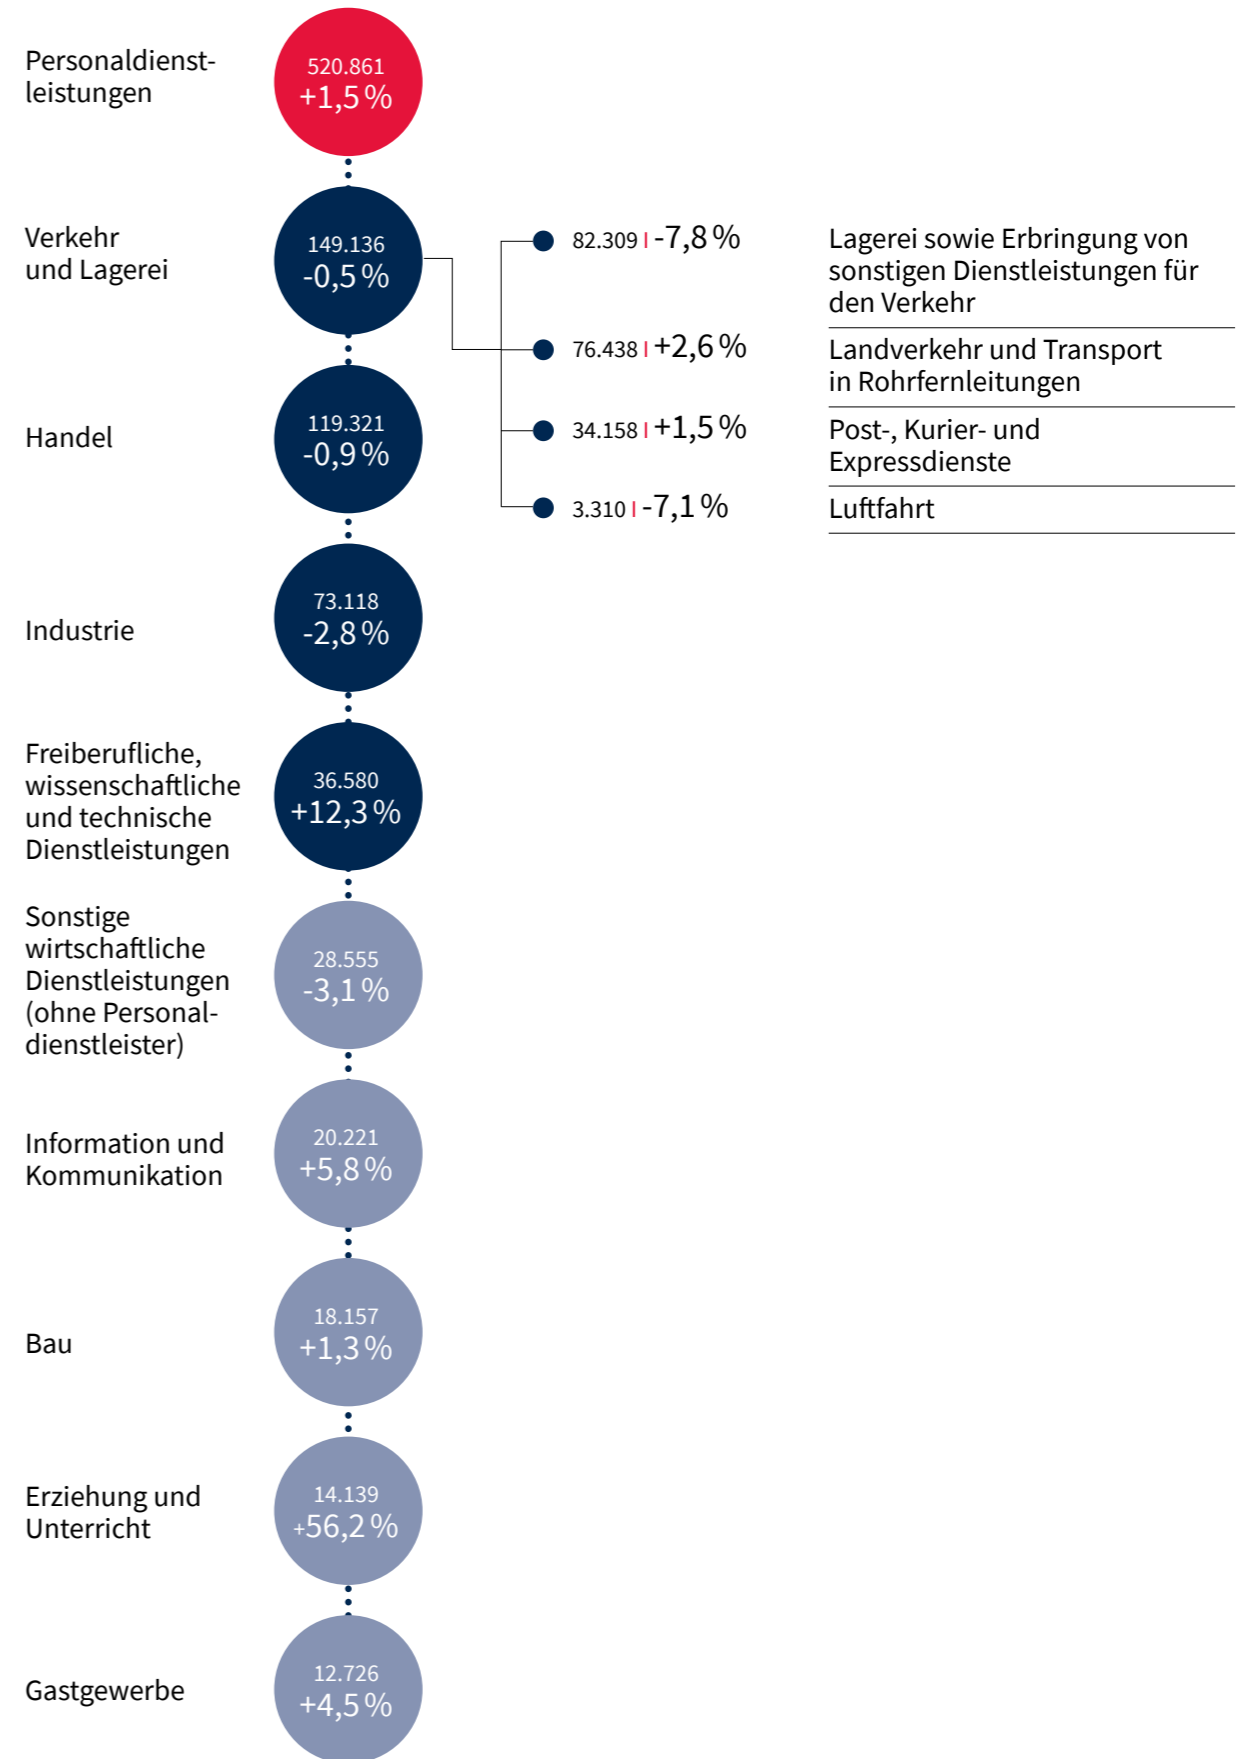 Personaldienst-
leistungen
520.861
+1,5 %
Verkehr
und Lagerei
149.136
-0,5 %
82.309 I -7,8 %
Lagerei sowie Erbringung von
sonstigen Dienstleistungen für
den Verkehr
76.438 I +2,6 %
Landverkehr und Transport
in Rohrfernleitungen
34.158 I +1,5 %
Post-, Kurier- und
Expressdienste
3.310 I -7,1 %
Luftfahrt
Handel
119.321
-0,9 %
Industrie
73.118
-2,8 %
Freiberufliche,
wissenschaftliche
und technische
Dienstleistungen
36.580
+12,3 %
Sonstige
wirtschaftliche
Dienstleistungen
(ohne Personal-
dienstleister)
28.555
-3,1 %
Information und
Kommunikation
20.221
+5,8 %
Bau
18.157
+1,3 %
Erziehung und
Unterricht
14.139
+56,2 %
Gastgewerbe
12.726
+4,5 %